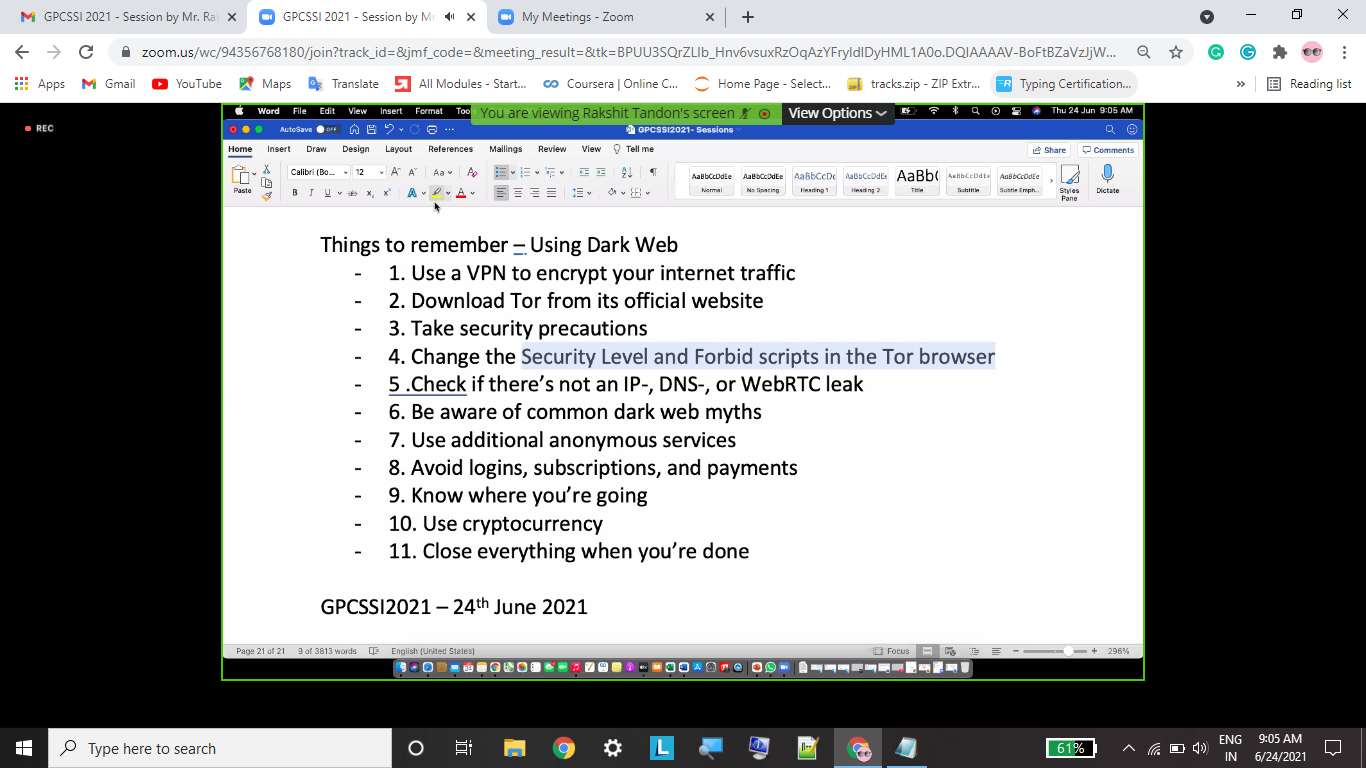 GPCSSI 2021 - Session by Mr. Ral
GPCSSI 2021 - Session by Mr
My Meetings - Zoom
zoom.us/wc/94356768180/join?track_id=&jmf_code=&meeting_result=&tk=BPUU3SQrZLIb_Hnv6vsuxRzOqAzYFryIdIDyHML1A0o.DQIAAAAV-BoFtBZaVzJjW...
Apps
Gmail
YouTube
Maps
Translate
All Modules - Start...
Coursera | Online C...
Home Page - Select...
tracks.zip - ZIP Extr...
Typing Certification...
»
Reading list
REC
Word File Edit View Insert Format Too
You are viewing Rakshit Tandon's screen
View Options
Thu 24 Jun 9:05 AM
AutoSave OFF
GPCSSI2021- Sessions
Home Insert Draw Design Layout References Mailings Review View Tell me
Share Comments
Paste
Calibri (Bo... 12
AaBbCcDdEe Normal
AaBbCcDdEe No Spacing
AaBbCcDc Heading 1
AaBbCcDdEe Heading 2
AaBb( Title
AaBbCcDdEe Subtitle
AaBbCcDdEe Subtle Emph...
Styles Pane
Dictate
Things to remember – Using Dark Web
- 1. Use a VPN to encrypt your internet traffic
- 2. Download Tor from its official website
- 3. Take security precautions
- 4. Change the Security Level and Forbid scripts in the Tor browser
- 5 .Check if there’s not an IP-, DNS-, or WebRTC leak
- 6. Be aware of common dark web myths
- 7. Use additional anonymous services
- 8. Avoid logins, subscriptions, and payments
- 9. Know where you’re going
- 10. Use cryptocurrency
- 11. Close everything when you’re done
GPCSSI2021 – 24th June 2021
Page 21 of 21 9 of 3813 words English (United States)
Focus
296%
Type here to search
61%
ENG
IN
9:05 AM
6/24/2021